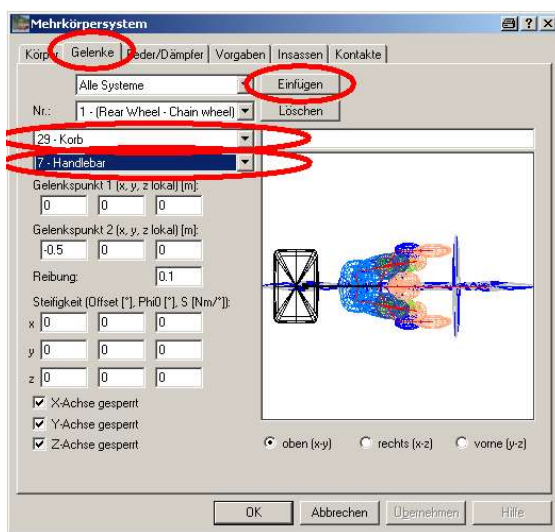 Mehrkörpersystem
Körper Gelenke Feder/Dämpfer Vorgaben Insassen Kontakte
Alle Systeme Einfügen
Nr.: 1 - (Rear Wheel - Chain wheel) Löschen
29 - Korb
7 - Handlebar
Gelenkspunkt 1 (x, y, z lokal) [m]:
0 0 0
Gelenkspunkt 2 (x, y, z lokal) [m]:
-0.5 0 0
Reibung: 0.1
Steifigkeit (Offset [°], Phi0 [°], S [Nm/°]):
x 0 0 0
y 0 0 0
z 0 0 0
X-Achse gesperrt
Y-Achse gesperrt
Z-Achse gesperrt
oben (x-y) rechts (x-z) vorne (y-z)
OK Abbrechen Übernehmen Hilfe